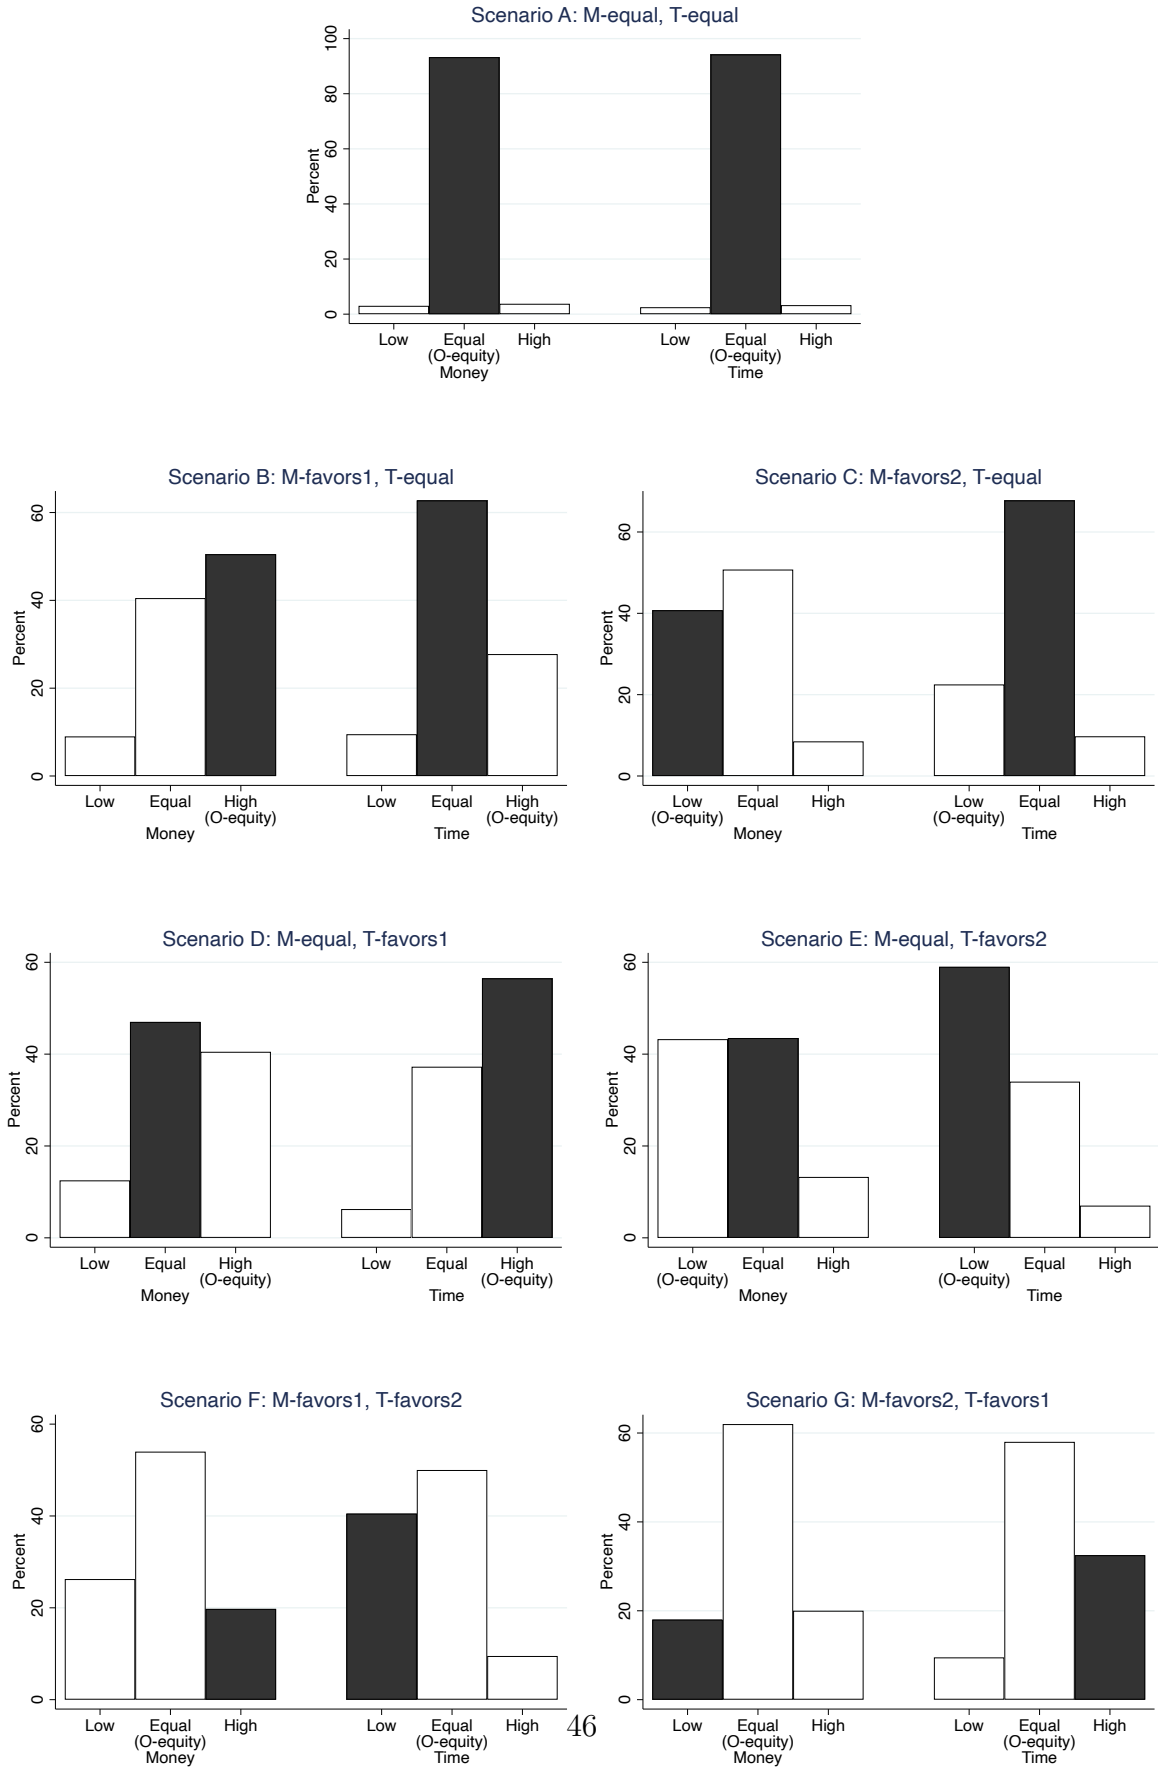 Scenario A: M-equal, T-equal
Percent
100
80
60
40
20
0
Low Equal High Low Equal High
(O-equity) (O-equity)
Money Time
Scenario B: M-favors1, T-equal
Percent
60
40
20
0
Low Equal High Low Equal High
(O-equity) (O-equity)
Money Time
Scenario C: M-favors2, T-equal
Percent
60
40
20
0
Low Equal High Low Equal High
(O-equity) (O-equity)
Money Time
Scenario D: M-equal, T-favors1
Percent
60
40
20
0
Low Equal High Low Equal High
(O-equity) (O-equity)
Money Time
Scenario E: M-equal, T-favors2
Percent
60
40
20
0
Low Equal High Low Equal High
(O-equity) (O-equity)
Money Time
Scenario F: M-favors1, T-favors2
Percent
60
40
20
0
Low Equal High Low Equal High
(O-equity) (O-equity)
Money Time
Scenario G: M-favors2, T-favors1
Percent
60
40
20
0
Low Equal High Low Equal High
(O-equity) (O-equity)
Money Time
46